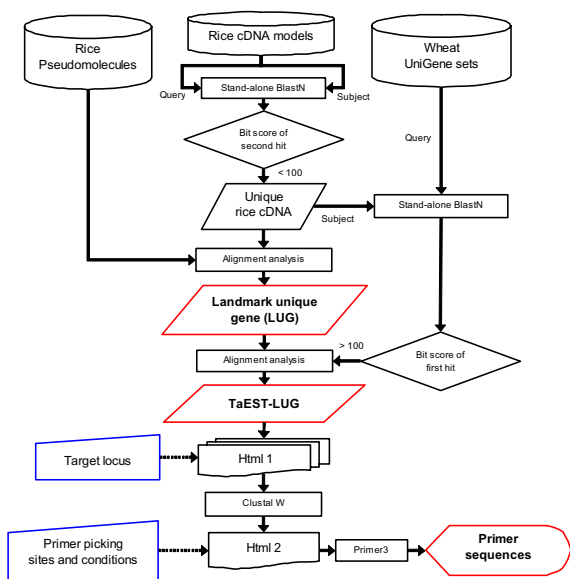 Rice
Pseudomolecules
Rice cDNA models
Wheat
UniGene sets
Stand-alone BlastN
Query
Subject
Query
Bit score of
second hit
< 100
Unique
rice cDNA
Subject
Stand-alone BlastN
Alignment analysis
Landmark unique
gene (LUG)
Alignment analysis
> 100
Bit score of
first hit
TaEST-LUG
Target locus
Html 1
Clustal W
Primer picking
sites and conditions
Html 2
Primer3
Primer
sequences